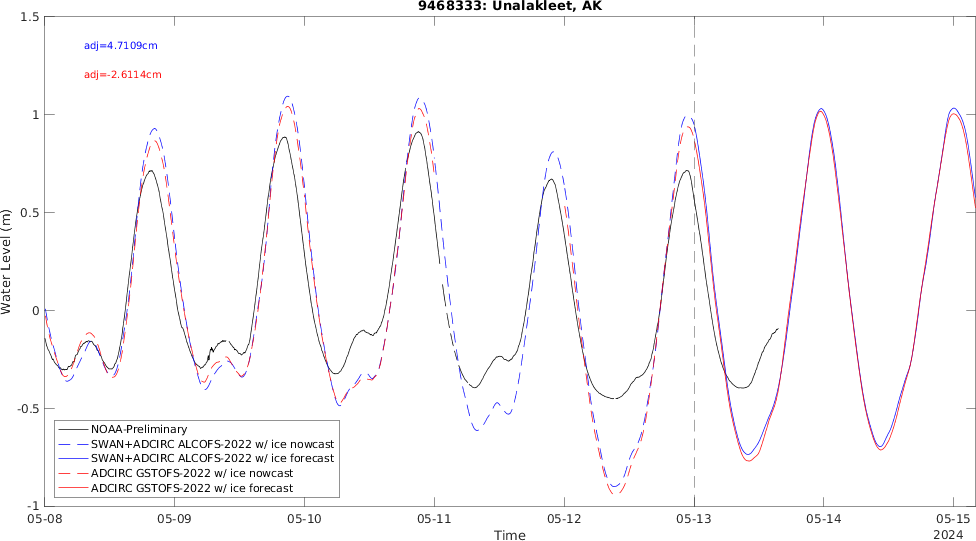 9468333: Unalakleet, AK
1.5
adj=4.7109cm
adj=-2.6114cm
1
0.5
Water Level (m)
0
-0.5
NOAA-Preliminary
SWAN+ADCIRC ALCOFS-2022 w/ ice nowcast
SWAN+ADCIRC ALCOFS-2022 w/ ice forecast
ADCIRC GSTOFS-2022 w/ ice nowcast
ADCIRC GSTOFS-2022 w/ ice forecast
-1
05-08 05-09 05-10 05-11 05-12 05-13 05-14 05-15
Time
2024